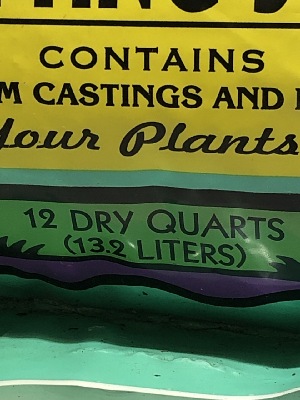 CONTAINS
M CASTINGS AND
Your Plants
12 DRY QUARTS
(13.2 LITERS)